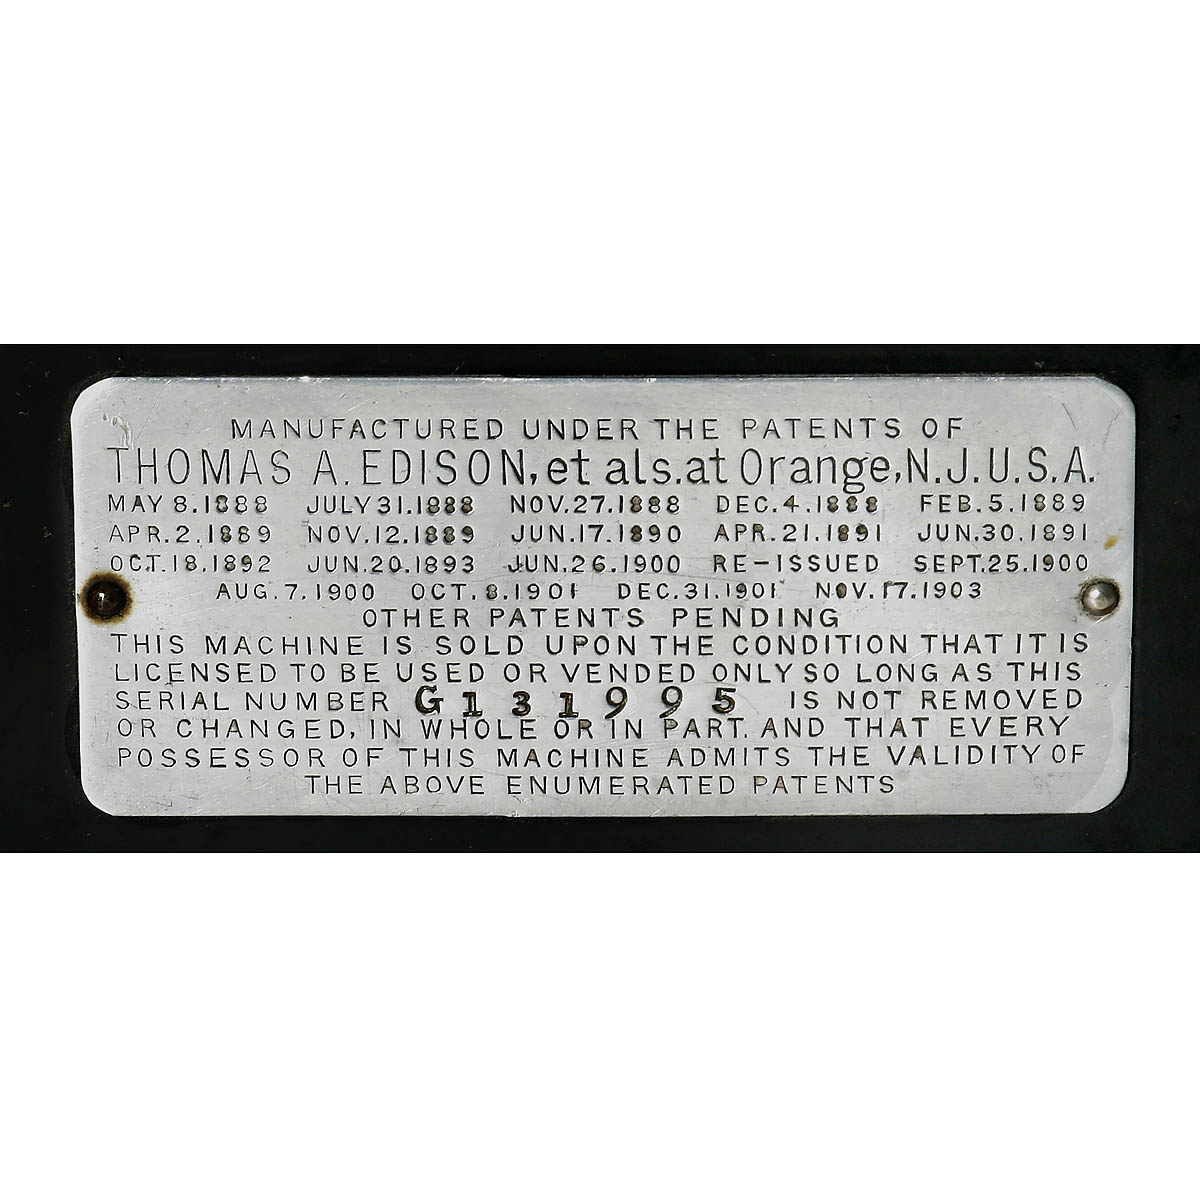 MANUFACTURED UNDER THE PATENTS OF
THOMAS A. EDISON, et als. at Orange, N.J.U.S.A.
MAY 8.1888 JULY 31.1888 NOV.27.1888 DEC.4.1888 FEB.5.1889
APR.2.1889 NOV.12.1889 JUN.17.1890 APR.21.1891 JUN.30.1891
OCT.18.1892 JUN.20.1893 JUN.26.1900 RE-ISSUED SEPT.25.1900
AUG.7.1900 OCT.8.1901 DEC.31.1901 NOV.17.1903
OTHER PATENTS PENDING
THIS MACHINE IS SOLD UPON THE CONDITION THAT IT IS
LICENSED TO BE USED OR VENDED ONLY SO LONG AS THIS
SERIAL NUMBER G131995 IS NOT REMOVED
OR CHANGED, IN WHOLE OR IN PART. AND THAT EVERY
POSSESSOR OF THIS MACHINE ADMITS THE VALIDITY OF
THE ABOVE ENUMERATED PATENTS